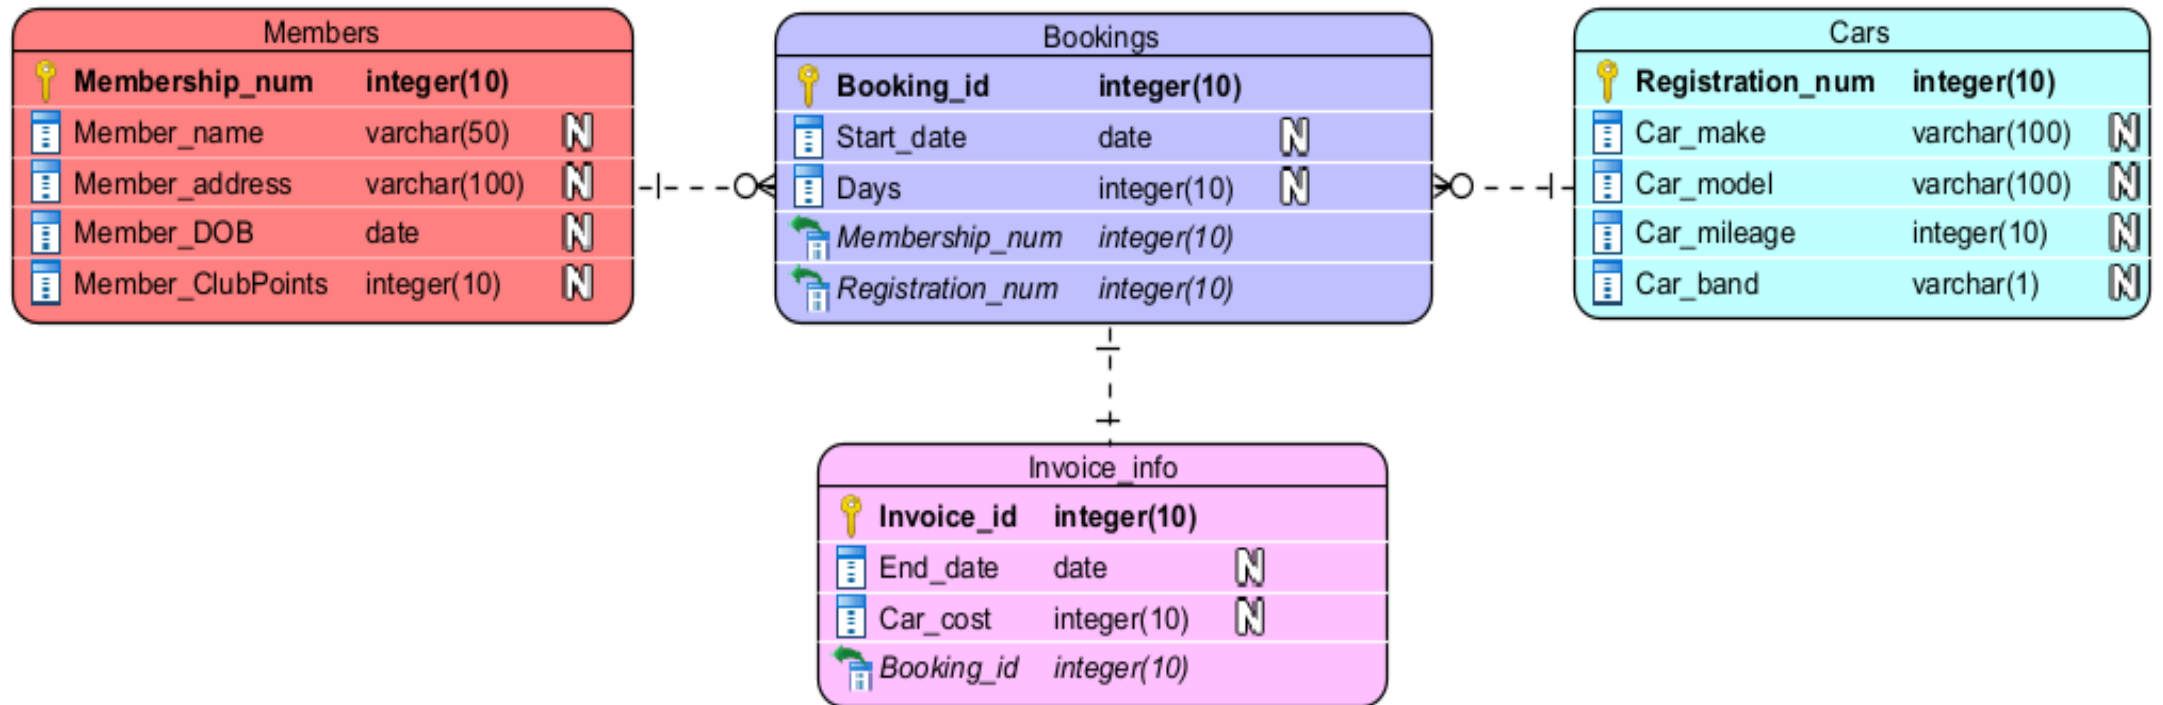 Members
Membership_num integer(10)
Member_name varchar(50) N
Member_address varchar(100) N
Member_DOB date N
Member_ClubPoints integer(10) N
Bookings
Booking_id integer(10)
Start_date date N
Days integer(10) N
Membership_num integer(10)
Registration_num integer(10)
Cars
Registration_num integer(10)
Car_make varchar(100) N
Car_model varchar(100) N
Car_mileage integer(10) N
Car_band varchar(1) N
Invoice_info
Invoice_id integer(10)
End_date date N
Car_cost integer(10) N
Booking_id integer(10)